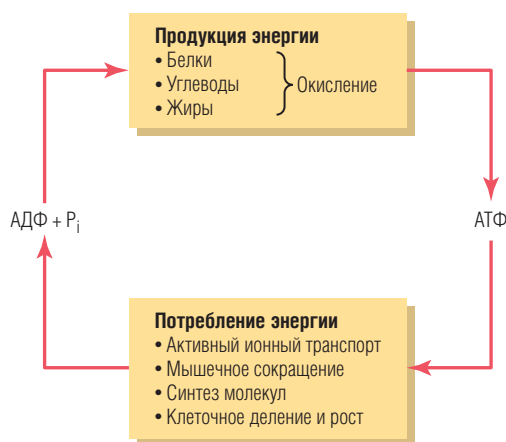 Продукция энергии
• Белки
• Углеводы
• Жиры
Окисление
АДФ + Pi
АТФ
Потребление энергии
• Активный ионный транспорт
• Мышечное сокращение
• Синтез молекул
• Клеточное деление и рост